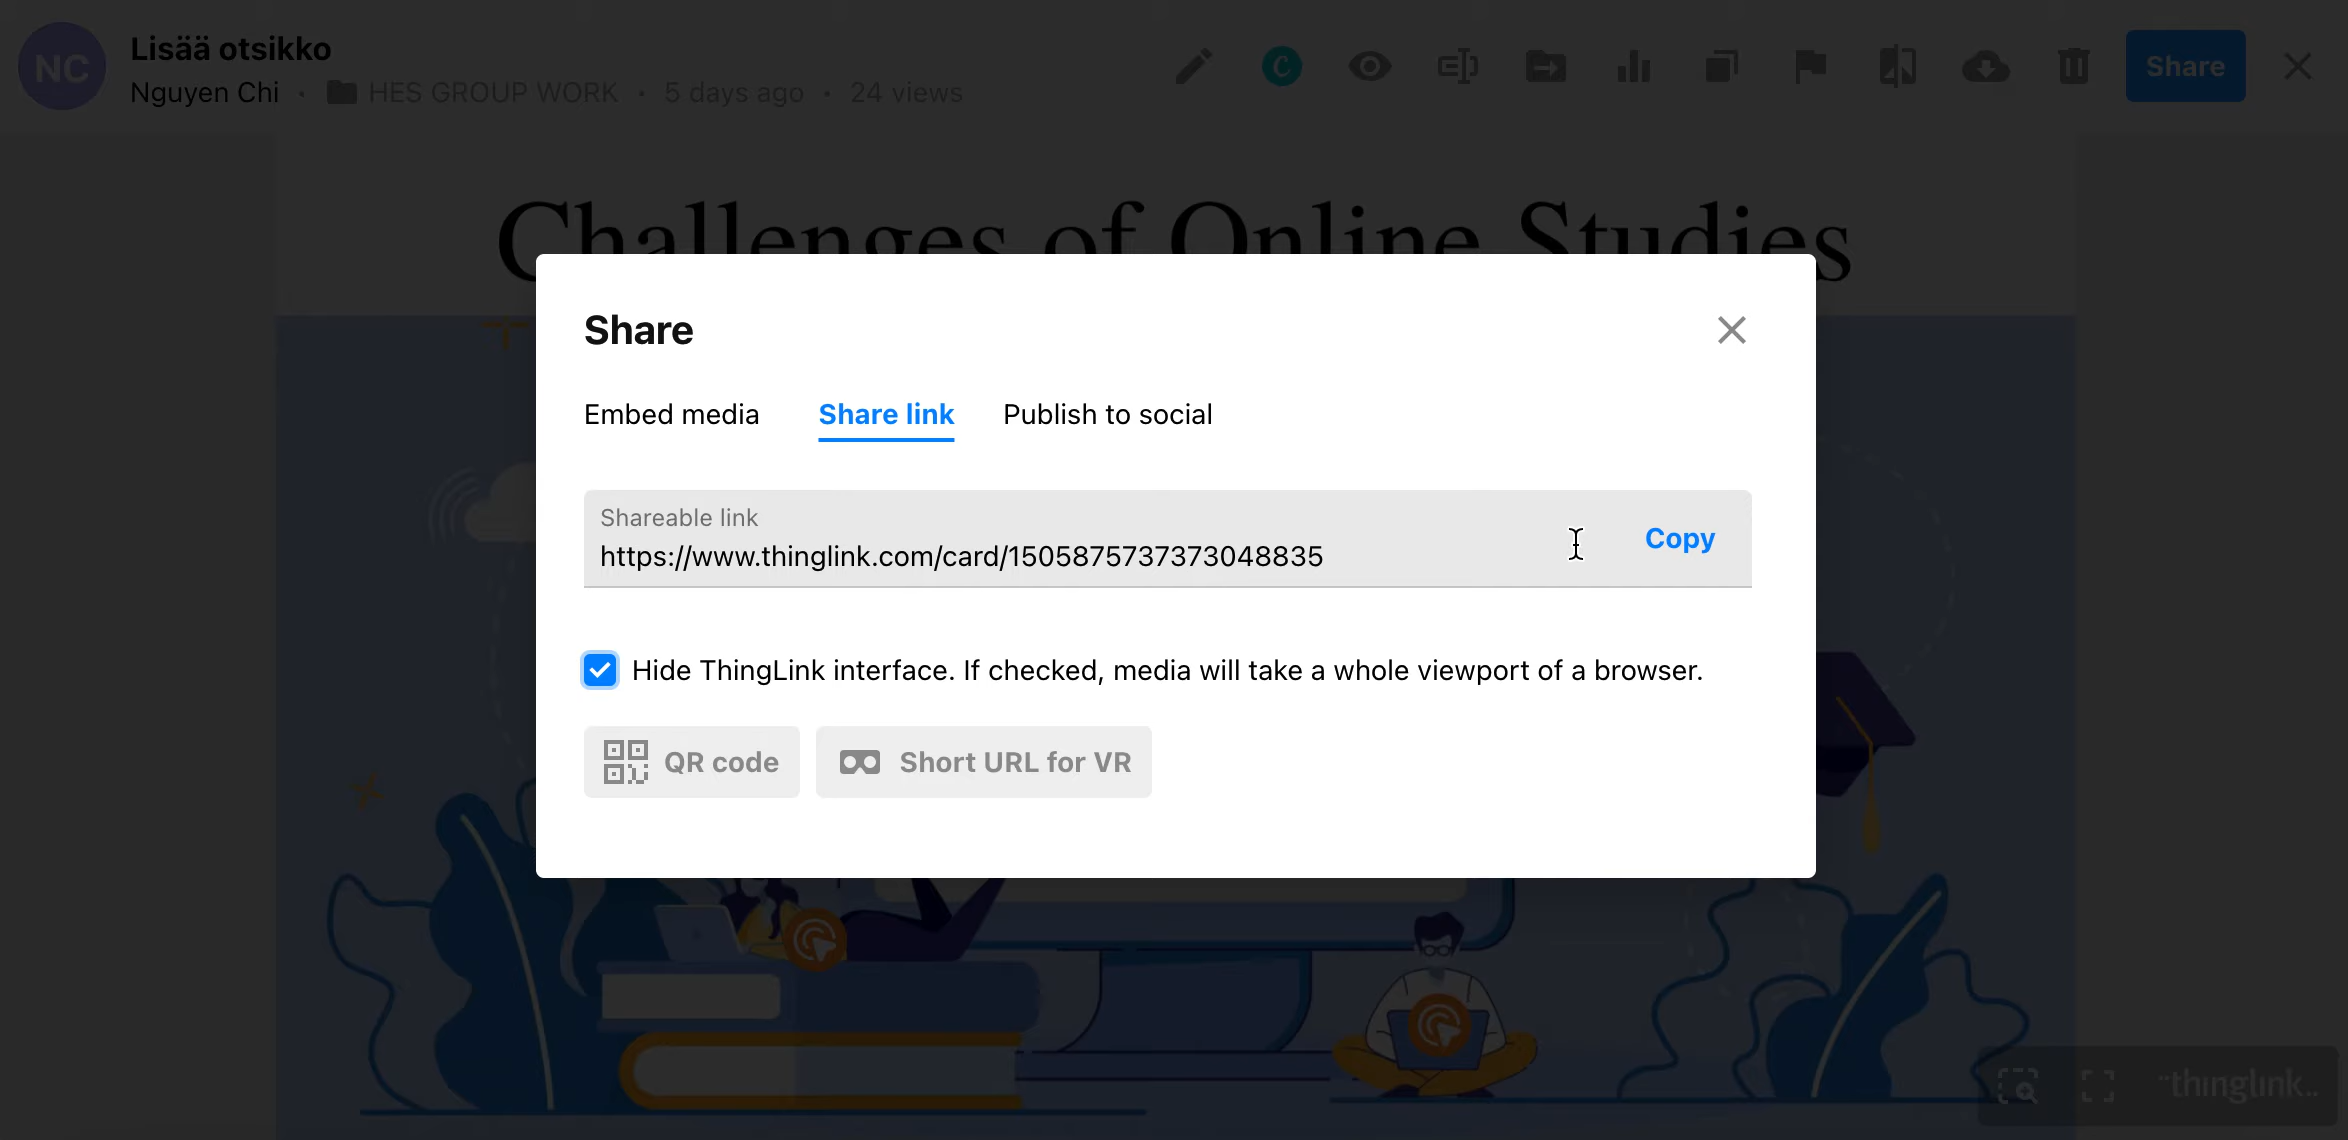 NC
Lisää otsikko
Nguyen Chi · HES GROUP WORK · 5 days ago · 24 views
C
Share
Challenges of Online Studies
Share
Embed media
Share link
Publish to social
Shareable link
https://www.thinglink.com/card/1505875737373048835
Copy
Hide ThingLink interface. If checked, media will take a whole viewport of a browser.
QR code
Short URL for VR
thinglink..